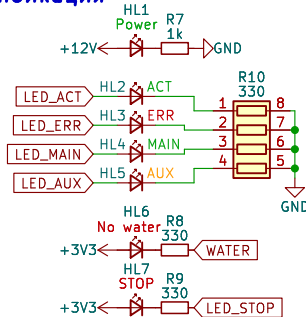 HL1
Power
R7
1k
+12V
GND
HL2 ACT
R10
330
LED_ACT
1 8
HL3 ERR
LED_ERR
2 7
HL4 MAIN
LED_MAIN
3 6
HL5 AUX
LED_AUX
4 5
GND
HL6
No water
R8
330
+3V3
WATER
HL7
STOP
R9
330
+3V3
LED_STOP